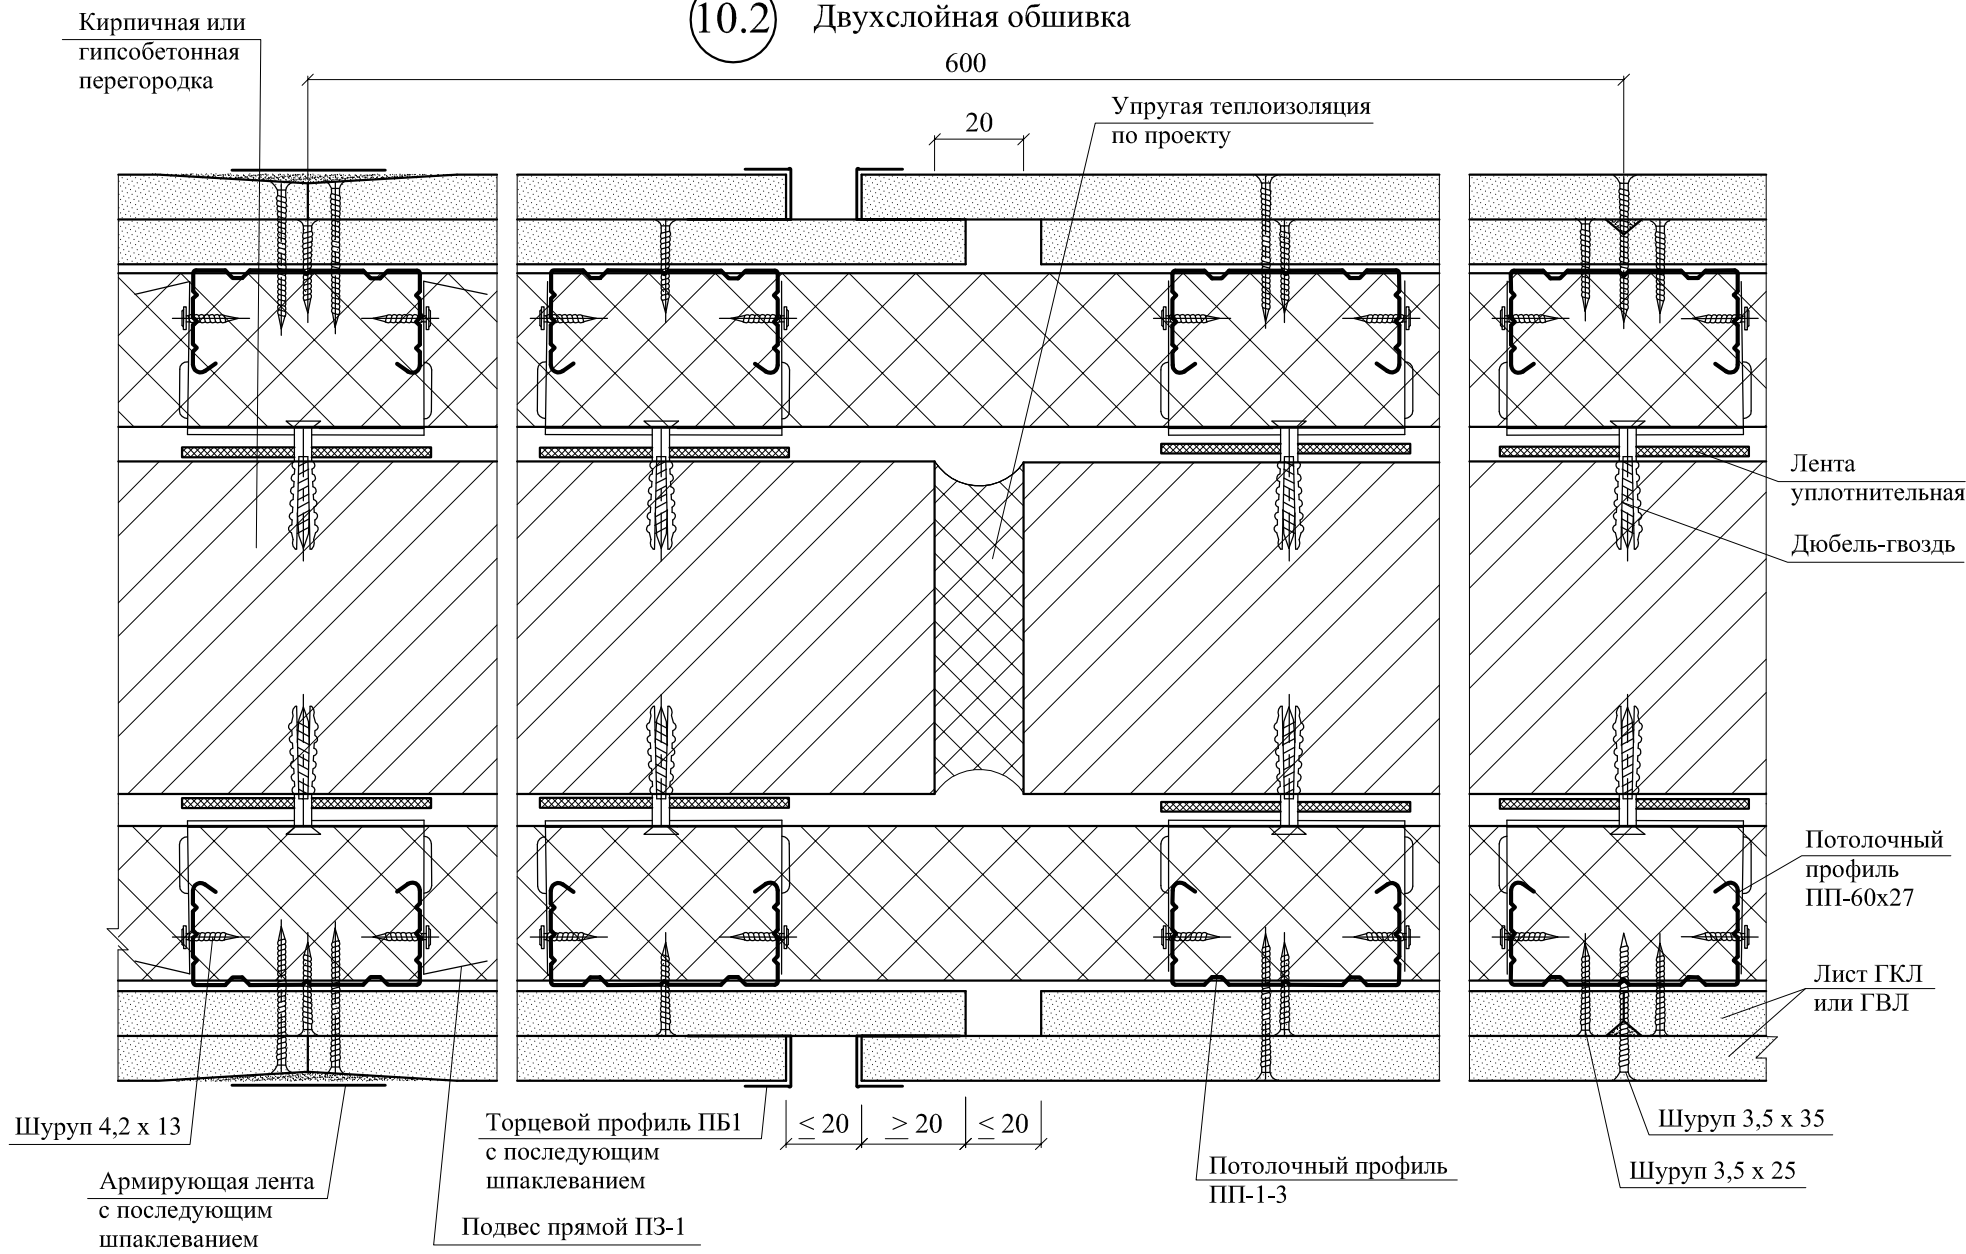 10.2
Двухслойная обшивка
Кирпичная или
гипсобетонная
перегородка
600
20
Упругая теплоизоляция
по проекту
Лента
уплотнительная
Дюбель-гвоздь
Потолочный
профиль
ПП-60х27
Лист ГКЛ
или ГВЛ
Шуруп 4,2 х 13
Армирующая лента
с последующим
шпаклеванием
Подвес прямой ПЗ-1
Торцевой профиль ПБ1
с последующим
шпаклеванием
≤ 20
≥ 20
≤ 20
Потолочный профиль
ПП-1-3
Шуруп 3,5 х 35
Шуруп 3,5 х 25